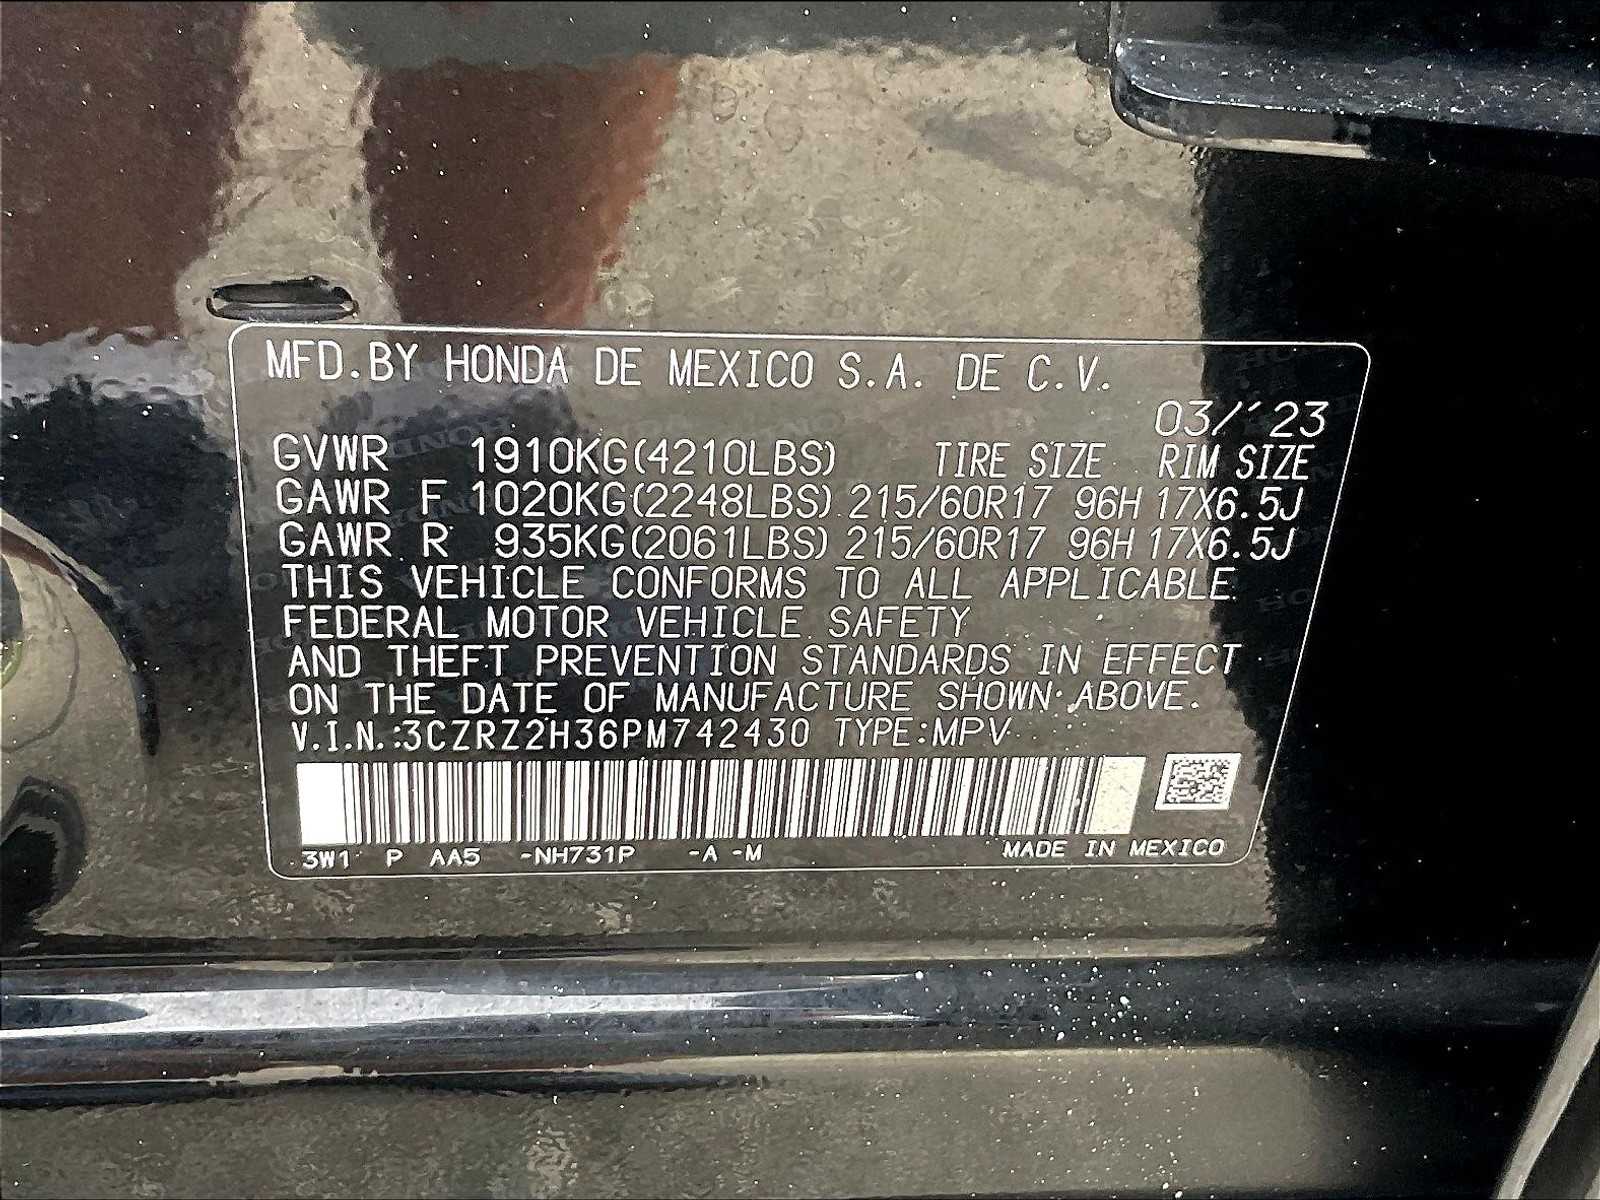 MFD.BY HONDA DE MEXICO S.A. DE C.V.
03/'23
GVWR 1910KG(4210LBS) TIRE SIZE RIM SIZE
GAWR F 1020KG(2248LBS) 215/60R17 96H 17X6.5J
GAWR R 935KG(2061LBS) 215/60R17 96H 17X6.5J
THIS VEHICLE CONFORMS TO ALL APPLICABLE
FEDERAL MOTOR VEHICLE SAFETY
AND THEFT PREVENTION STANDARDS IN EFFECT
ON THE DATE OF MANUFACTURE SHOWN ABOVE.
V.I.N.:3CZRZ2H36PM742430 TYPE:MPV
3W1 P AA5 -NH731P -A -M MADE IN MEXICO